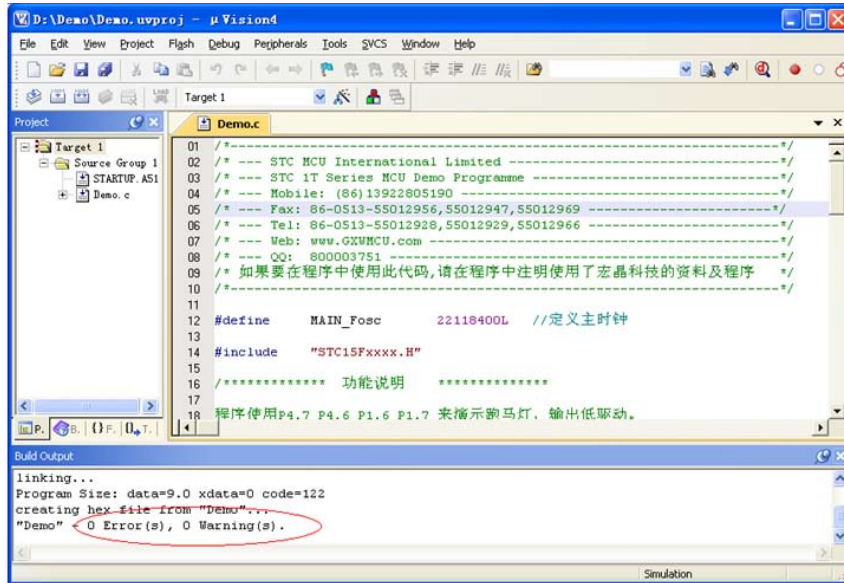 D:\Demo\Demo.uvproj - µVision4
File Edit View Project Flash Debug Peripherals Tools SVCS Window Help
Target 1
Project
Demo.c
Target 1
Source Group 1
STARTUP.A51
Demo.c
01 /*------------------------------------------------------------------*/
02 /* --- STC MCU International Limited --------------------------------*/
03 /* --- STC 1T Series MCU Demo Programme -----------------------------*/
04 /* --- Mobile: (86)13922805190 --------------------------------------*/
05 /* --- Fax: 86-0513-55012956,55012947,55012969 ----------------------*/
06 /* --- Tel: 86-0513-55012928,55012929,55012966 ----------------------*/
07 /* --- Web: www.GXWMCU.com ------------------------------------------*/
08 /* --- QQ: 800003751 -----------------------------------------------*/
09 /* 如果要在程序中使用此代码,请在程序中注明使用了宏晶科技的资料及程序 */
10 /*------------------------------------------------------------------*/
11
12 #define MAIN_Fosc 22118400L //定义主时钟
13
14 #include "STC15Fxxxx.H"
15
16 /************* 功能说明 **************
17
18 程序使用P4.7 P4.6 P1.6 P1.7 来演示跑马灯，输出低驱动。
P. B. {} F. 0 T.
Build Output
linking...
Program Size: data=9.0 xdata=0 code=122
creating hex file from "Demo"...
"Demo" - 0 Error(s), 0 Warning(s).
Simulation